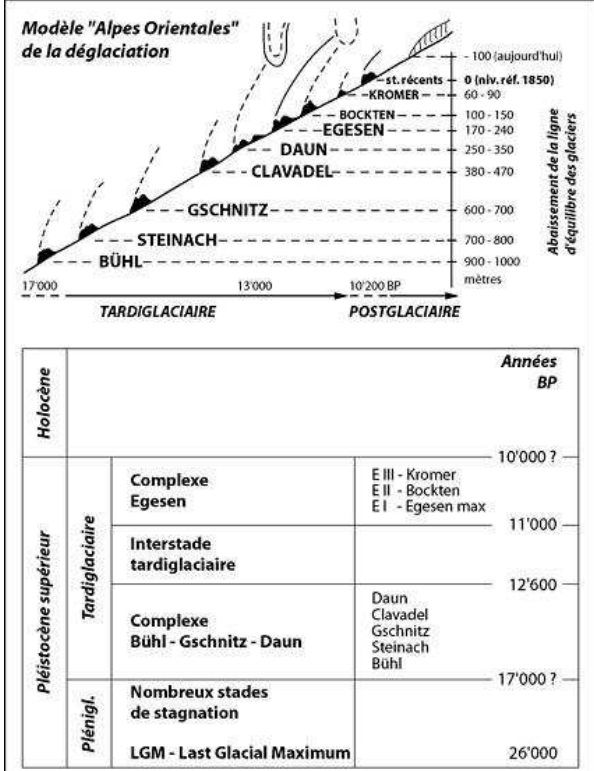 Modèle "Alpes Orientales"
de la déglaciation
- 100 (aujourd'hui)
st. récents 0 (niv. réf. 1850)
KROMER 60 - 90
BOCKTEN 100 - 150
EGESEN 170 - 240
DAUN 250 - 350
CLAVADEL 380 - 470
GSCHNITZ 600 - 700
STEINACH 700 - 800
BÜHL 900 - 1000
mètres
Abaissement de la ligne
d'équilibre des glaciers
17'000 13'000 10'200 BP
TARDIGLACIAIRE POSTGLACIAIRE
Holocène
Années
BP
10'000 ?
Pléistocène supérieur
Tardiglaciaire
Complexe
Egesen
E III - Kromer
E II - Bockten
E I - Egesen max
11'000
Interstade
tardiglaciaire
12'600
Complexe
Bühl - Gschnitz - Daun
Daun
Clavadel
Gschnitz
Steinach
Bühl
17'000 ?
Plénigl.
Nombreux stades
de stagnation
LGM - Last Glacial Maximum 26'000